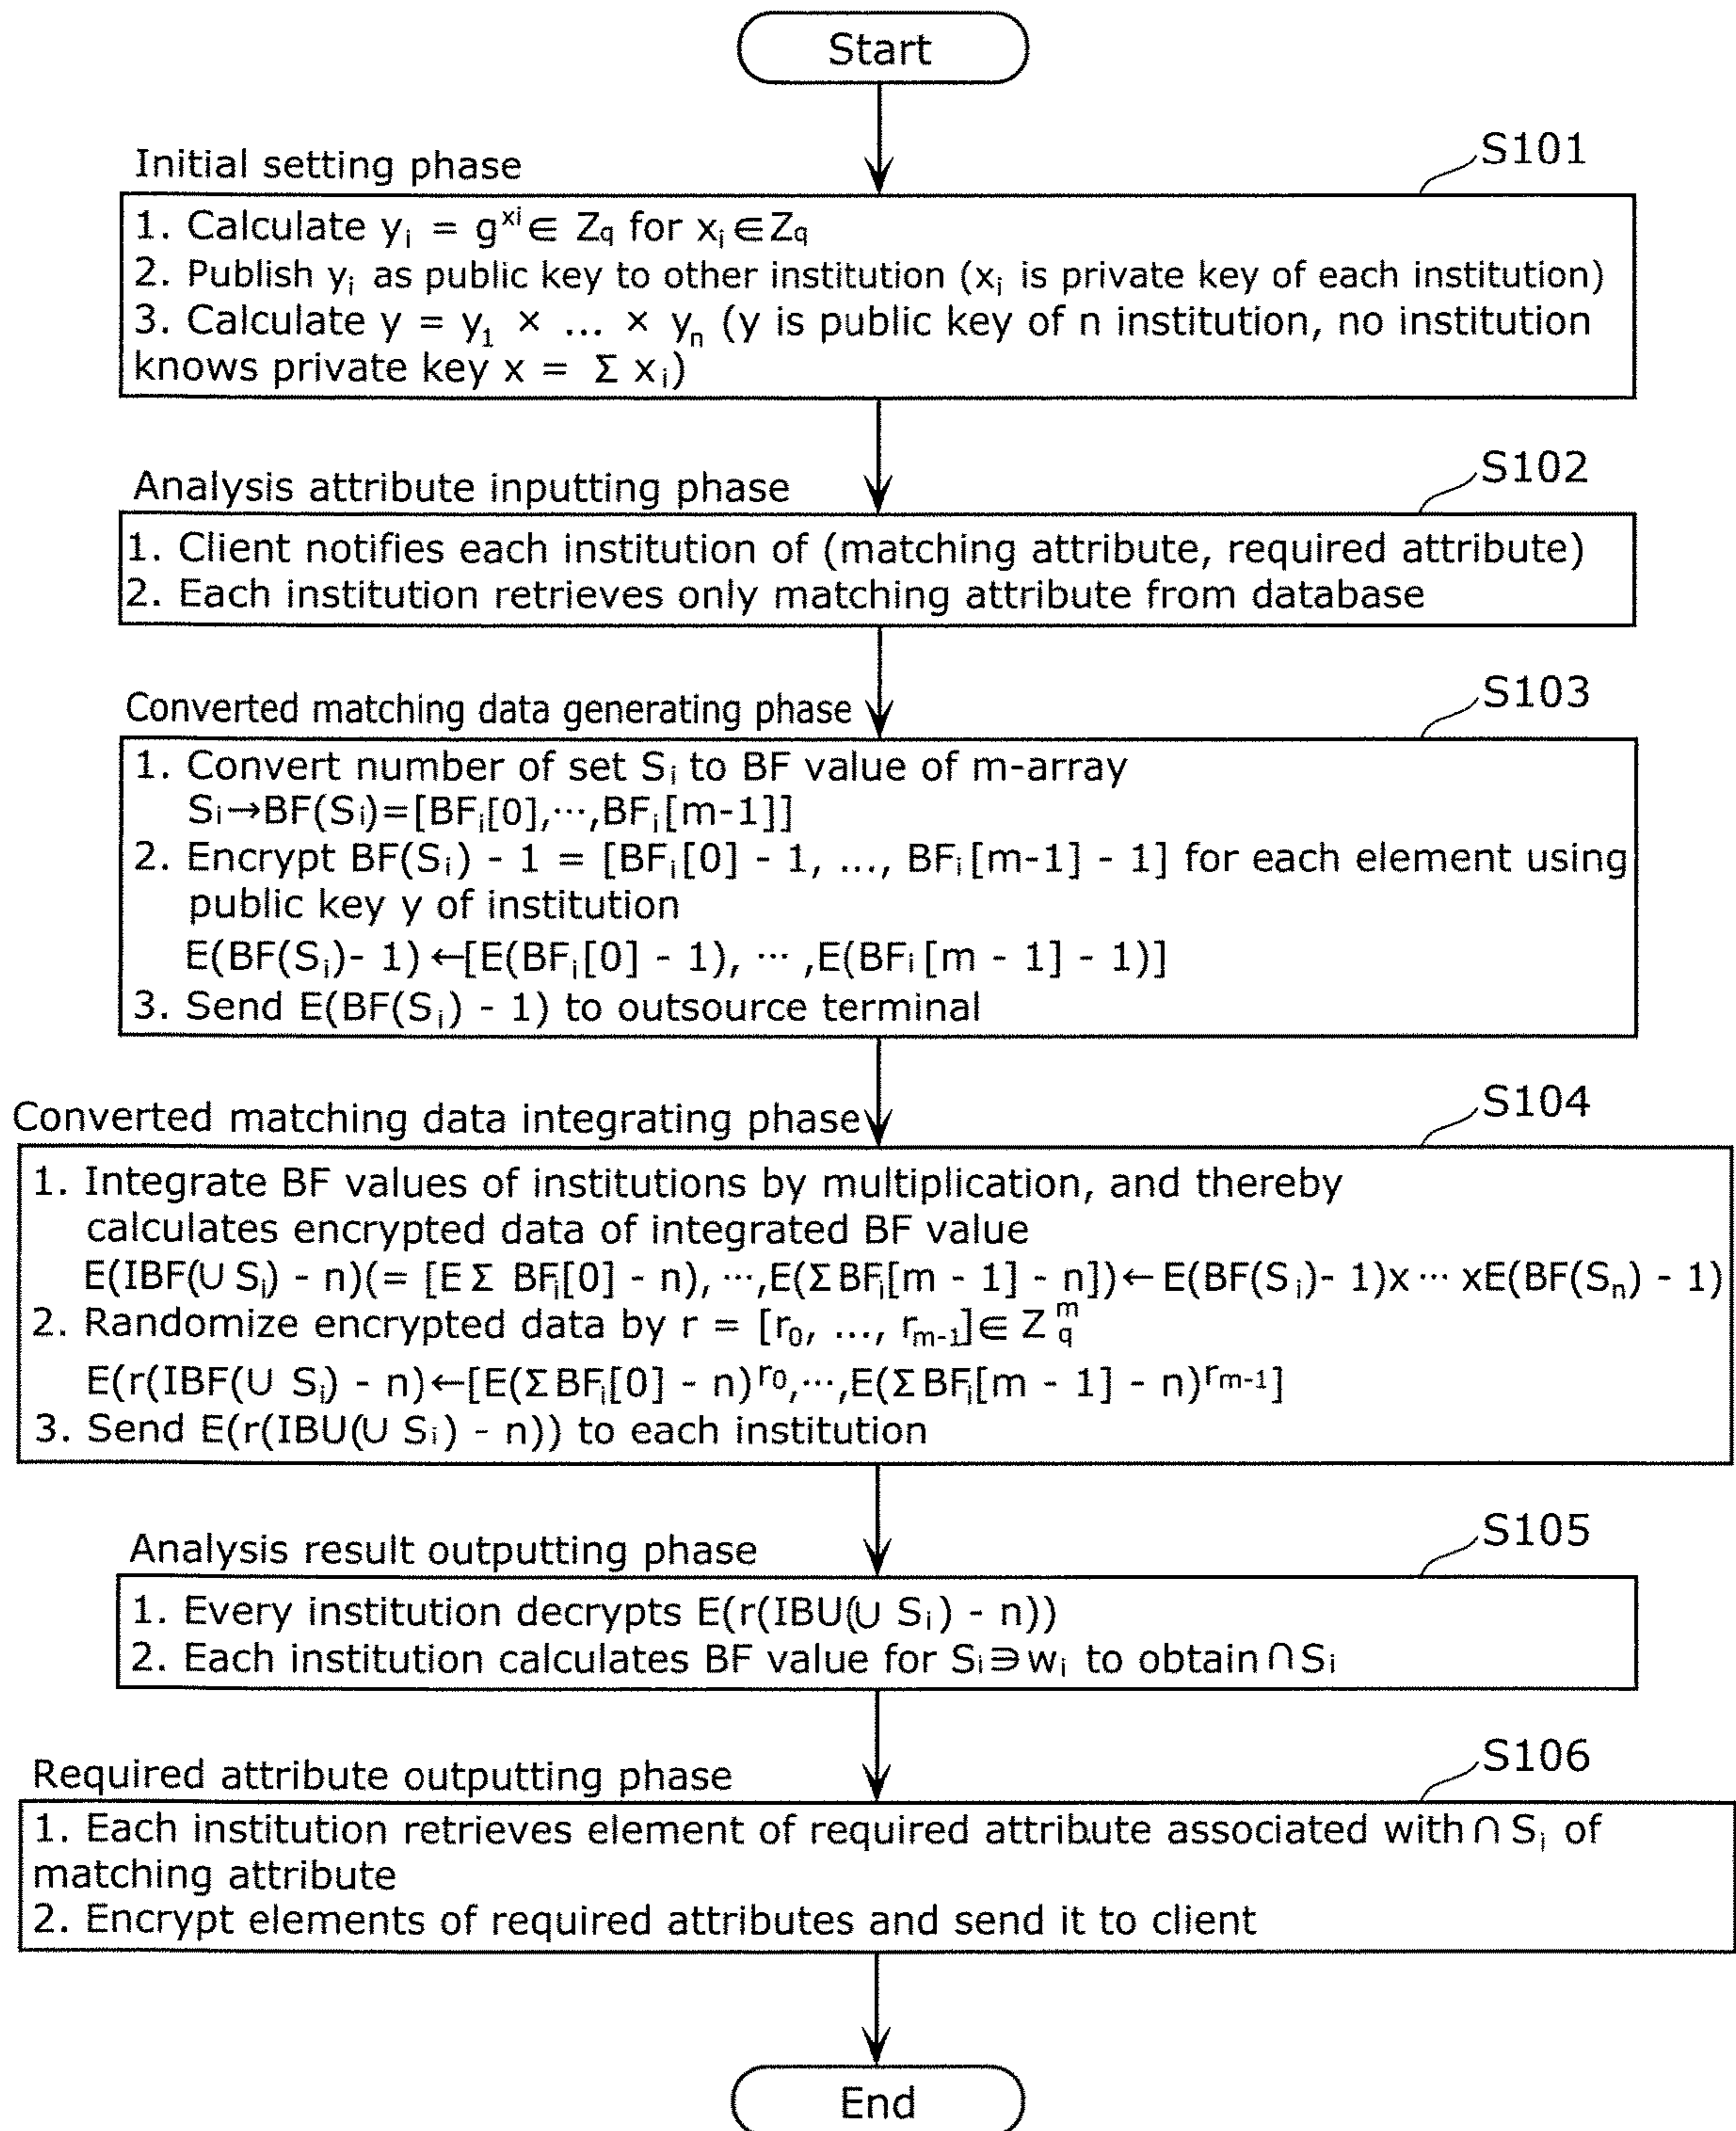 Start
Initial setting phase
S101
1. Calculate yᵢ = gˣⁱ ∈ Zq for xᵢ∈Zq
2. Publish yᵢ as public key to other institution (xᵢ is private key of each institution)
3. Calculate y = y₁ × ... × yₙ (y is public key of n institution, no institution
knows private key x = Σ xᵢ)
Analysis attribute inputting phase
S102
1. Client notifies each institution of (matching attribute, required attribute)
2. Each institution retrieves only matching attribute from database
Converted matching data generating phase
S103
1. Convert number of set Sᵢ to BF value of m-array
Sᵢ→BF(Sᵢ)=[BFᵢ[0],···,BFᵢ[m-1]]
2. Encrypt BF(Sᵢ) - 1 = [BFᵢ[0] - 1, ..., BFᵢ[m-1] - 1] for each element using
public key y of institution
E(BF(Sᵢ)- 1) ←[E(BFᵢ[0] - 1), ··· ,E(BFᵢ[m - 1] - 1)]
3. Send E(BF(Sᵢ) - 1) to outsource terminal
Converted matching data integrating phase
S104
1. Integrate BF values of institutions by multiplication, and thereby
calculates encrypted data of integrated BF value
E(IBF(∪ Sᵢ) - n)(= [E Σ BFᵢ[0] - n), ···,E(Σ BFᵢ[m - 1] - n])← E(BF(Sᵢ)- 1)x ··· xE(BF(Sₙ) - 1)
2. Randomize encrypted data by r = [r₀, ..., rₘ₋₁]∈ Z_q^m
E(r(IBF(∪ Sᵢ) - n)←[E(ΣBFᵢ[0] - n)^r₀,···,E(ΣBFᵢ[m - 1] - n)^rₘ₋₁]
3. Send E(r(IBU(∪ Sᵢ) - n)) to each institution
Analysis result outputting phase
S105
1. Every institution decrypts E(r(IBU(∪ Sᵢ) - n))
2. Each institution calculates BF value for Sᵢ∋wᵢ to obtain ∩ Sᵢ
Required attribute outputting phase
S106
1. Each institution retrieves element of required attribute associated with ∩ Sᵢ of
matching attribute
2. Encrypt elements of required attributes and send it to client
End